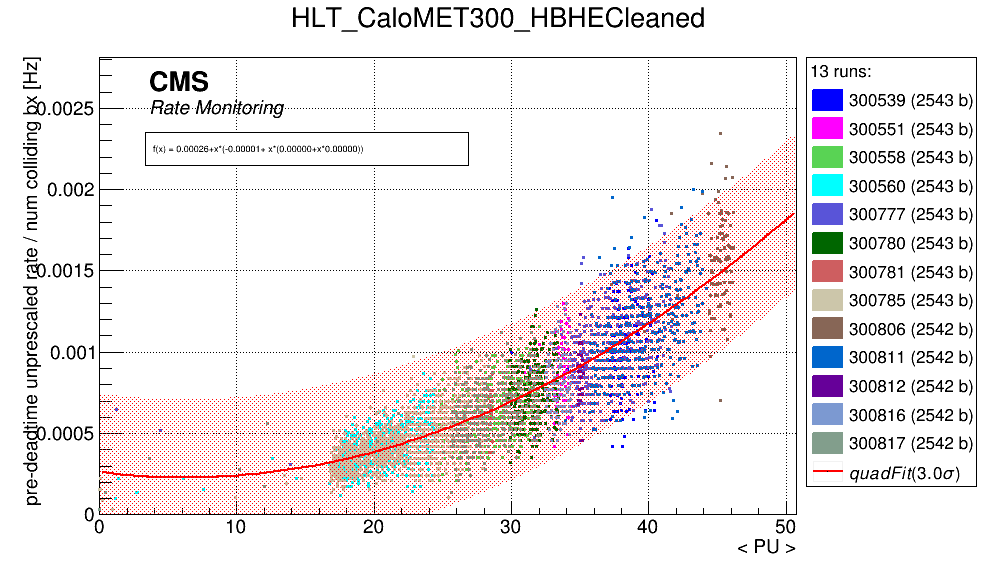 HLT_CaloMET300_HBHECleaned
pre-deadtime unprescaled rate / num colliding bx [Hz]
CMS
Rate Monitoring
f(x) = 0.00026+x*(-0.00001+ x*(0.00000+x*0.00000))
0.0025
0.002
0.0015
0.001
0.0005
0
0 10 20 30 40 50
< PU >
13 runs:
300539 (2543 b)
300551 (2543 b)
300558 (2543 b)
300560 (2543 b)
300777 (2543 b)
300780 (2543 b)
300781 (2543 b)
300785 (2543 b)
300806 (2542 b)
300811 (2542 b)
300812 (2542 b)
300816 (2542 b)
300817 (2542 b)
quadFit(3.0σ)